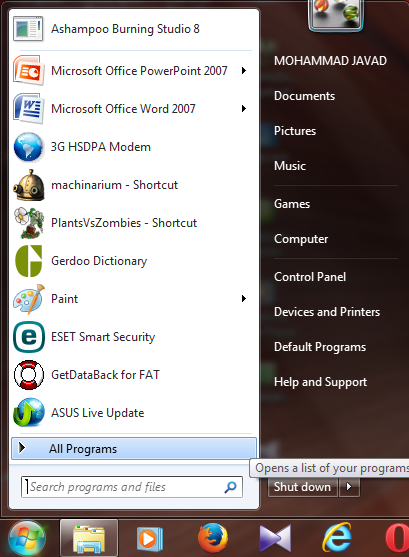 Ashampoo Burning Studio 8
Microsoft Office PowerPoint 2007
Microsoft Office Word 2007
3G HSDPA Modem
machinarium - Shortcut
PlantsVsZombies - Shortcut
Gerdoo Dictionary
Paint
ESET Smart Security
GetDataBack for FAT
ASUS Live Update
All Programs
Search programs and files
MOHAMMAD JAVAD
Documents
Pictures
Music
Games
Computer
Control Panel
Devices and Printers
Default Programs
Help and Support
Opens a list of your programs
Shut down